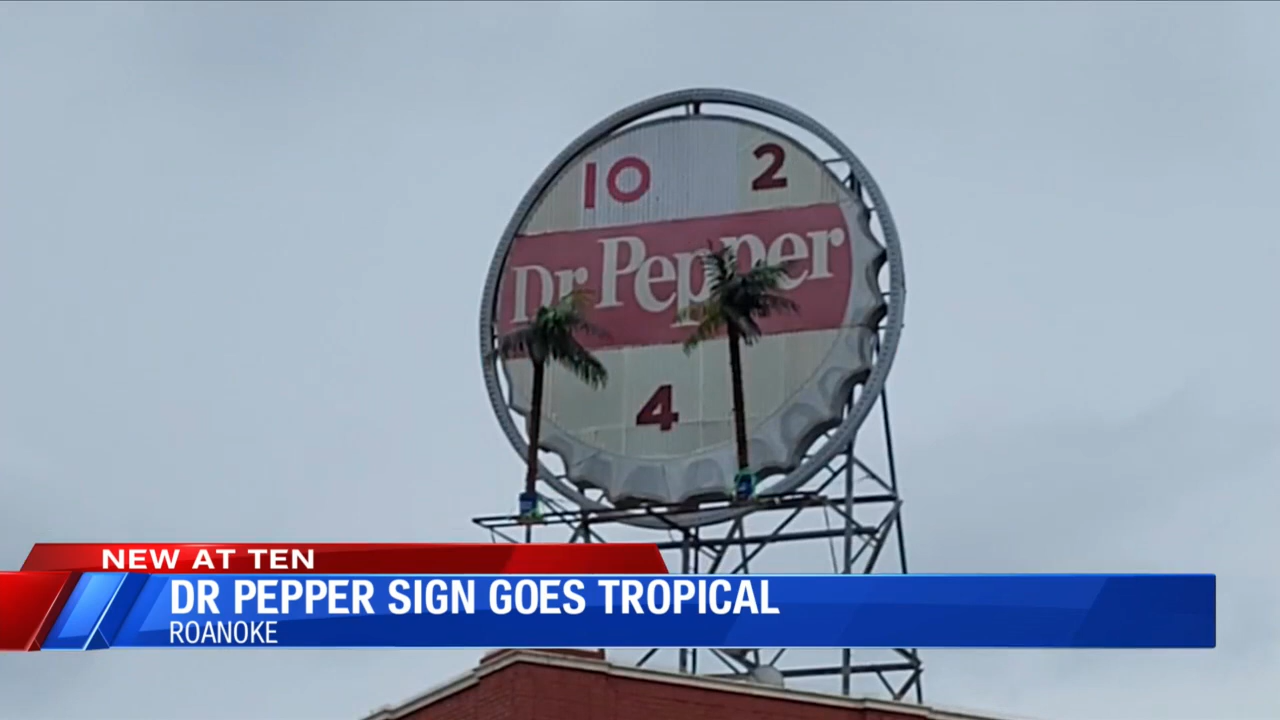 10 2
Dr Pepper
4
NEW AT TEN
DR PEPPER SIGN GOES TROPICAL
ROANOKE